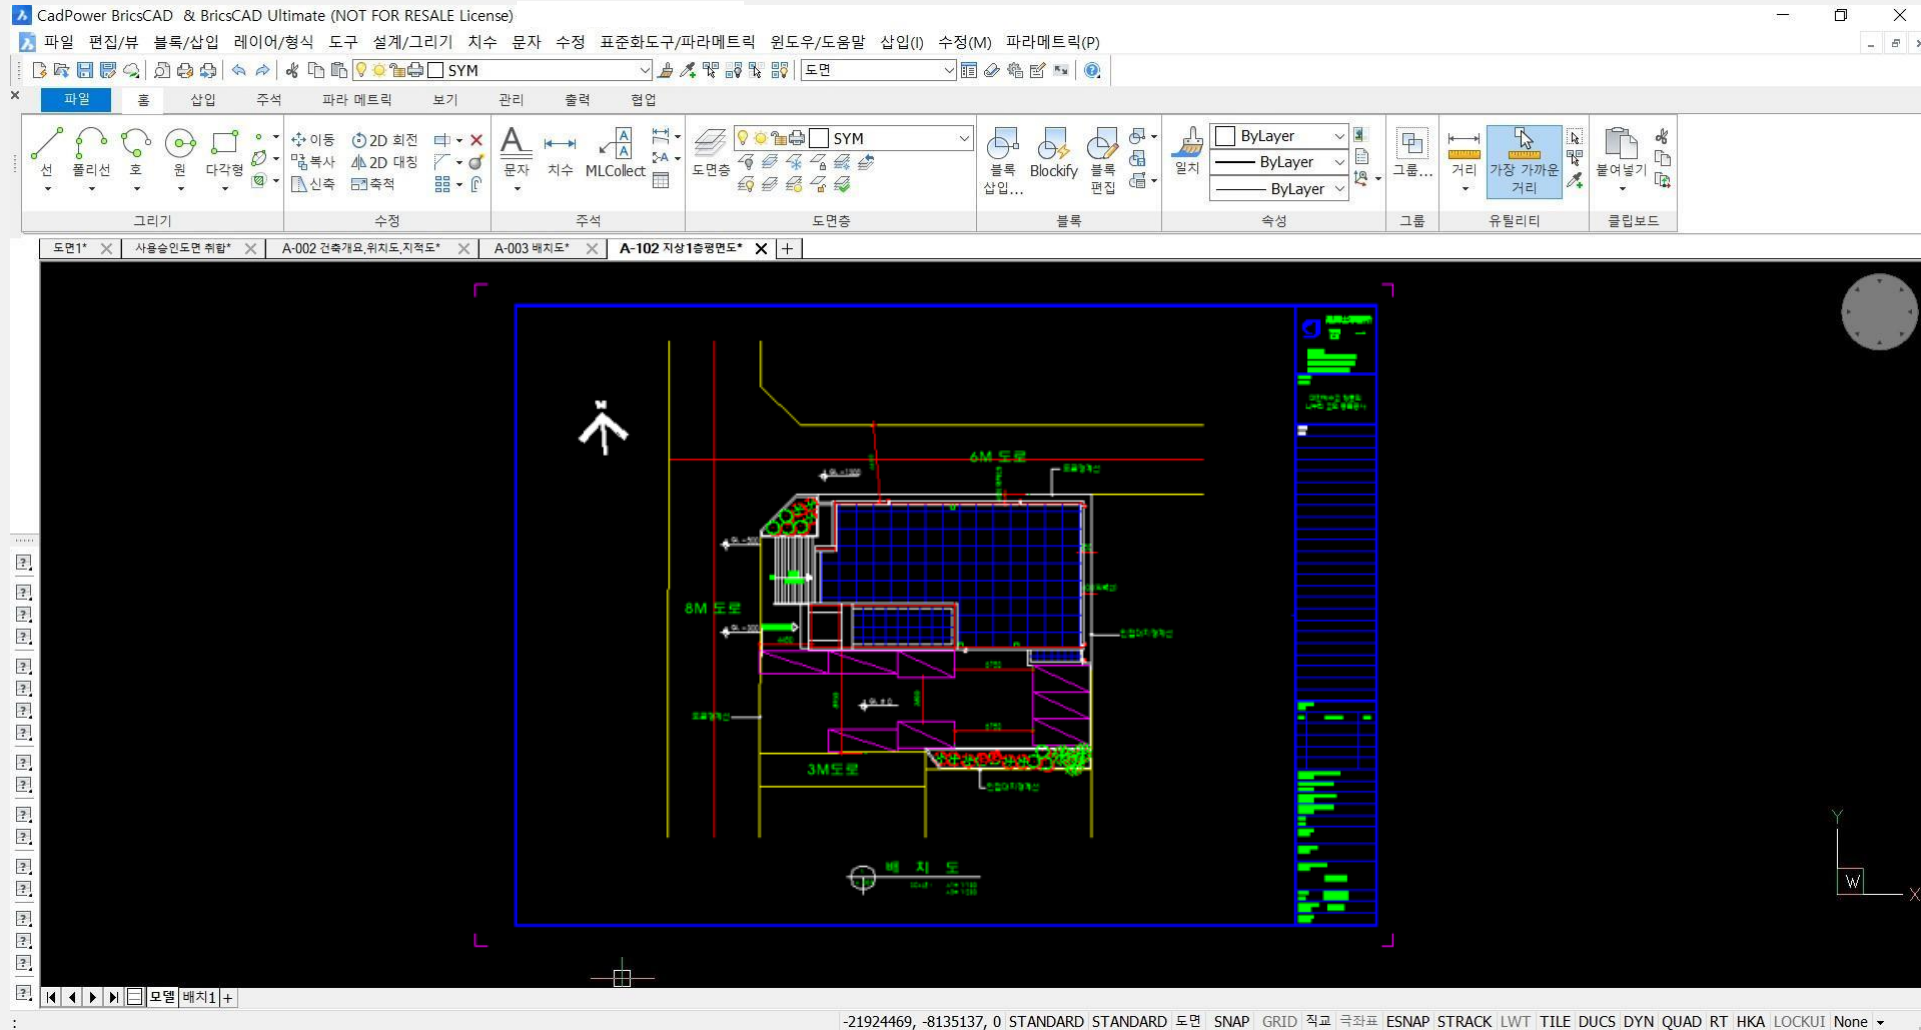 CadPower BricsCAD & BricsCAD Ultimate (NOT FOR RESALE License)
파일 편집/뷰 블록/삽입 레이어/형식 도구 설계/그리기 치수 문자 수정 표준화도구/파라메트릭 윈도우/도움말 삽입(I) 수정(M) 파라메트릭(P)
SYM 도면
파일 홈 삽입 주석 파라 메트릭 보기 관리 출력 협업
선 폴리선 호 원 다각형
이동 2D 회전
복사 2D 대칭
신축 축척
문자 치수 MLCollect
도면층 SYM
블록 삽입... Blockify 블록 편집
일치
ByLayer
ByLayer
ByLayer
그룹...
거리 가장 가까운 거리
붙여넣기
그리기 수정 주석 도면층 블록 속성 그룹 유틸리티 클립보드
도면1* 사용승인도면 취합* A-002 건축개요,위치도,지적도* A-003 배치도* A-102 지상1층평면도*
6M 도로
8M 도로
6750
6750
3M도로
배 치 도
Y
W
X
모델 배치1
: -21924469, -8135137, 0 STANDARD STANDARD 도면 SNAP GRID 직교 극좌표 ESNAP STRACK LWT TILE DUCS DYN QUAD RT HKA LOCKUI None